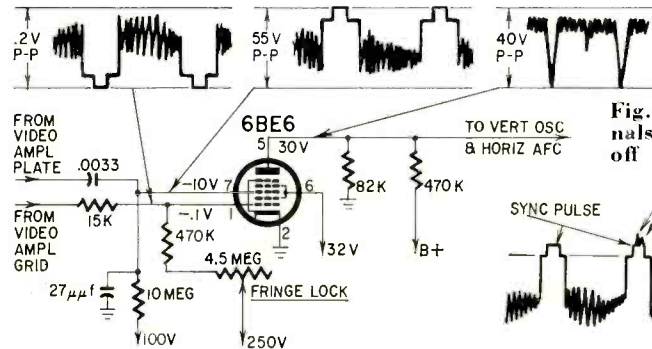 .2V
P-P
55V
P-P
40V
P-P
Fig.
nals
off
6BE6
5
30V
TO VERT OSC
& HORIZ AFC
FROM
VIDEO
AMPL
PLATE
.0033
-10V
7
6
82K
470K
SYNC PULSE
FROM
VIDEO
AMPL
GRID
15K
-.1V
1
2
470K
4.5 MEG
32V
B+
27µµf
10 MEG
FRINGE LOCK
100V
250V